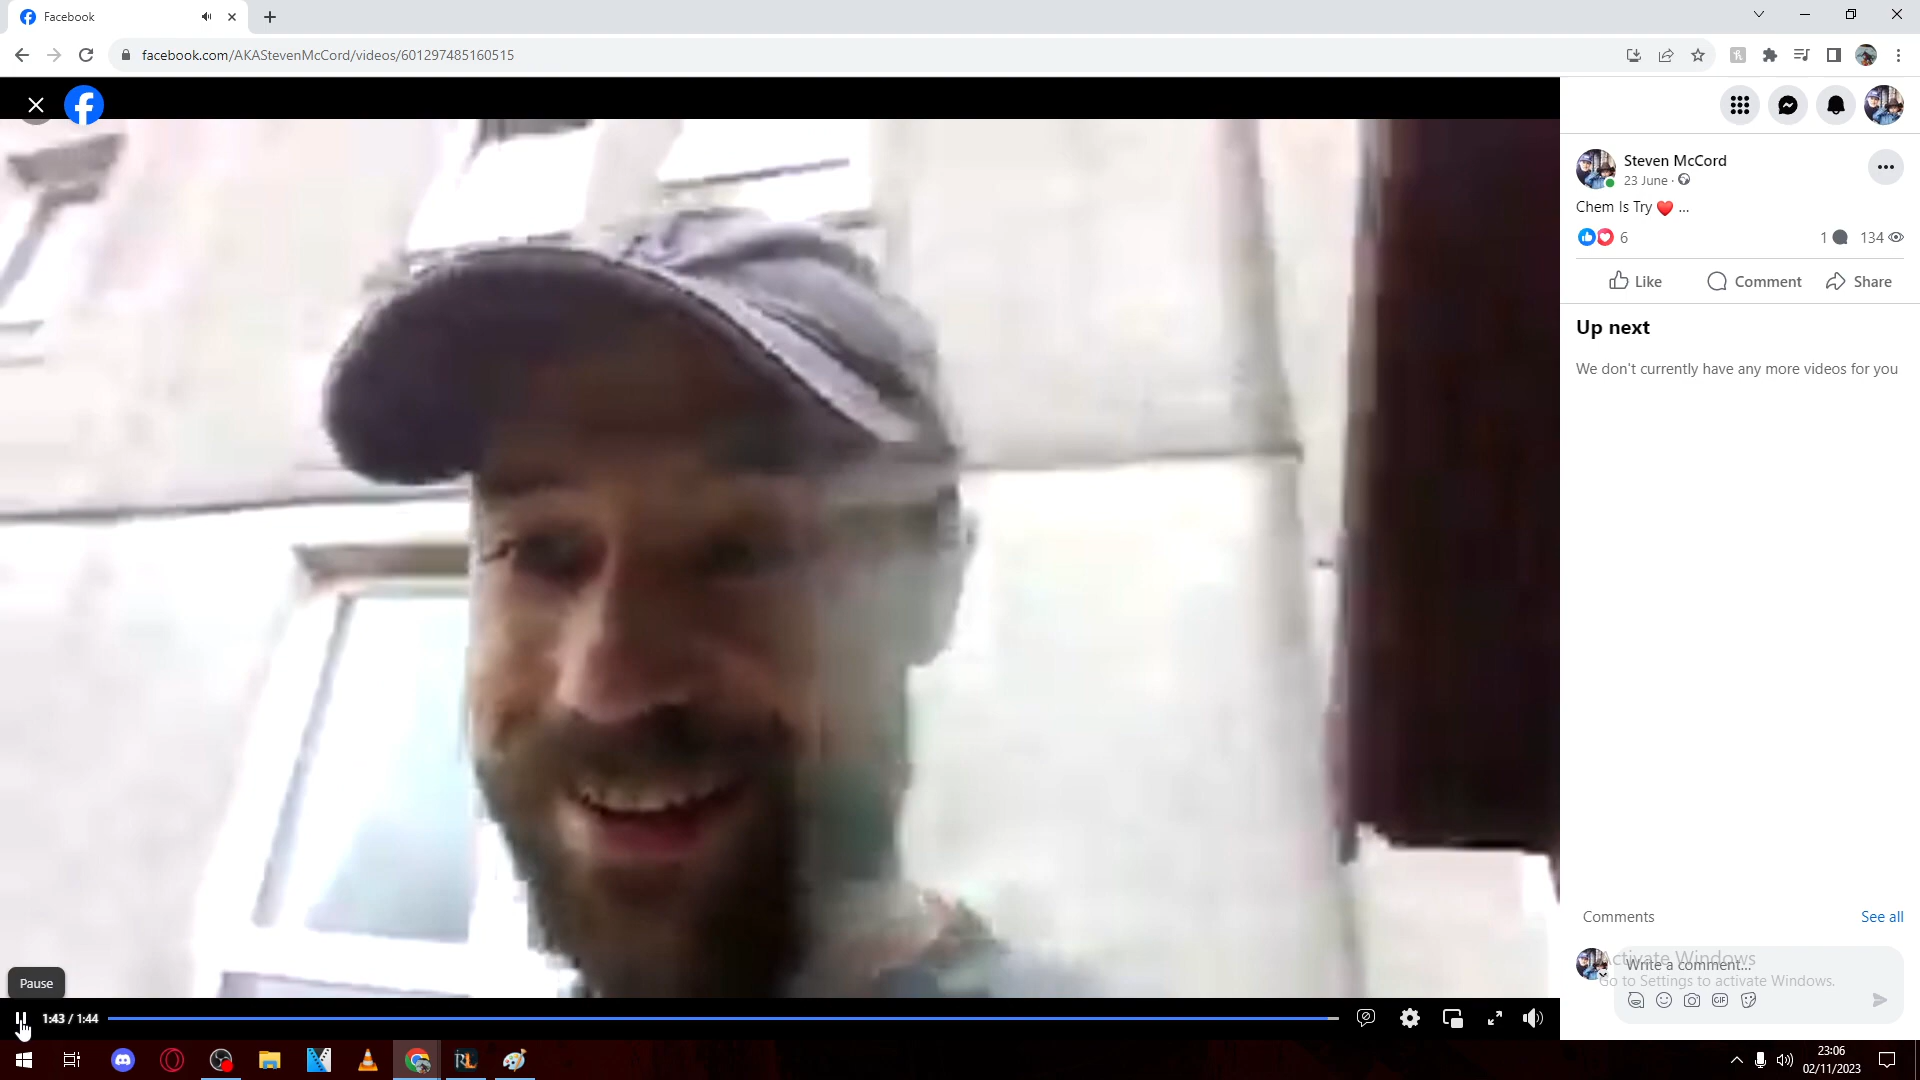 Facebook
facebook.com/AKAStevenMcCord/videos/601297485160515
Steven McCord
23 June ·
Chem Is Try ❤️ ...
6
1
134
Like
Comment
Share
Up next
We don't currently have any more videos for you
Comments
See all
Activate Windows
Write a comment...
Go to Settings to activate Windows.
GIF
Pause
1:43 / 1:44
RL
23:06
02/11/2023